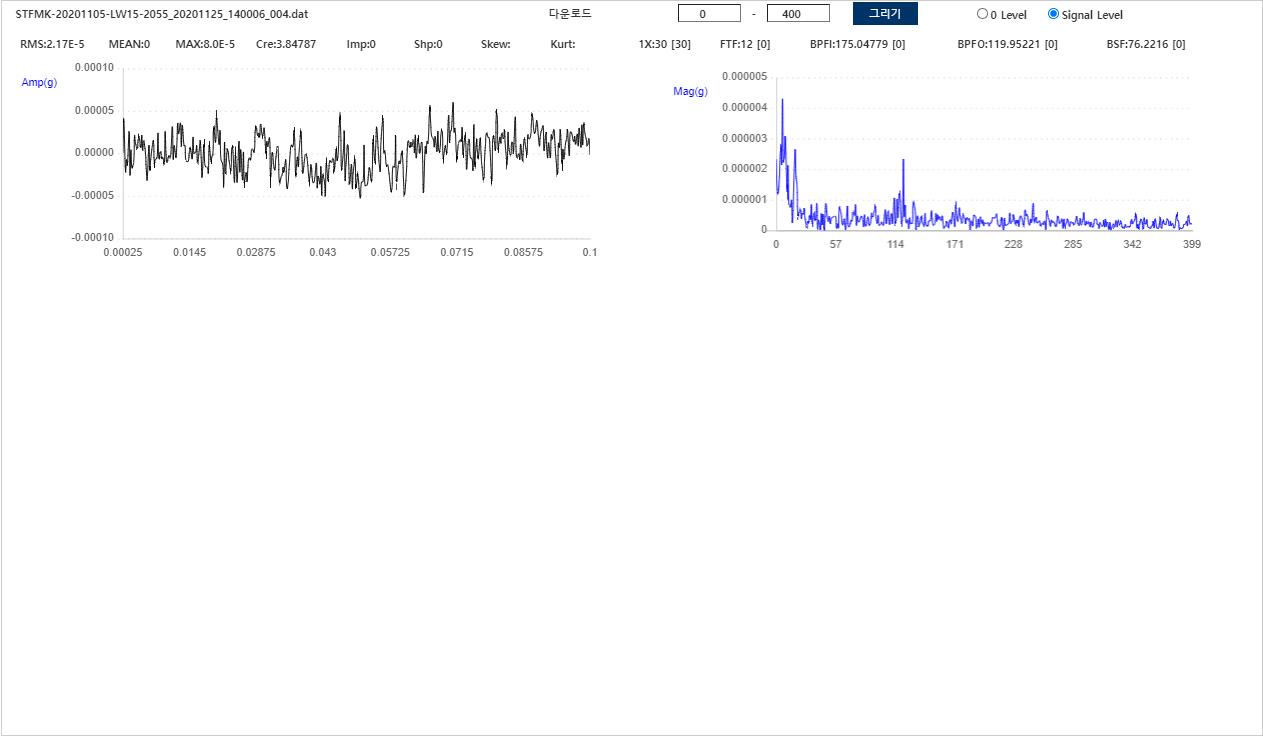 STFMK-20201105-LW15-2055_20201125_140006_004.dat 다운로드 0 - 400 그리기 0 Level Signal Level
RMS:2.17E-5 MEAN:0 MAX:8.0E-5 Cre:3.84787 Imp:0 Shp:0 Skew: Kurt: 1X:30 [30] FTF:12 [0] BPFI:175.04779 [0] BPFO:119.95221 [0] BSF:76.2216 [0]
Amp(g)
0.00010
0.00005
0.00000
-0.00005
-0.00010
0.00025 0.0145 0.02875 0.043 0.05725 0.0715 0.08575 0.1
Mag(g)
0.000005
0.000004
0.000003
0.000002
0.000001
0
0 57 114 171 228 285 342 399